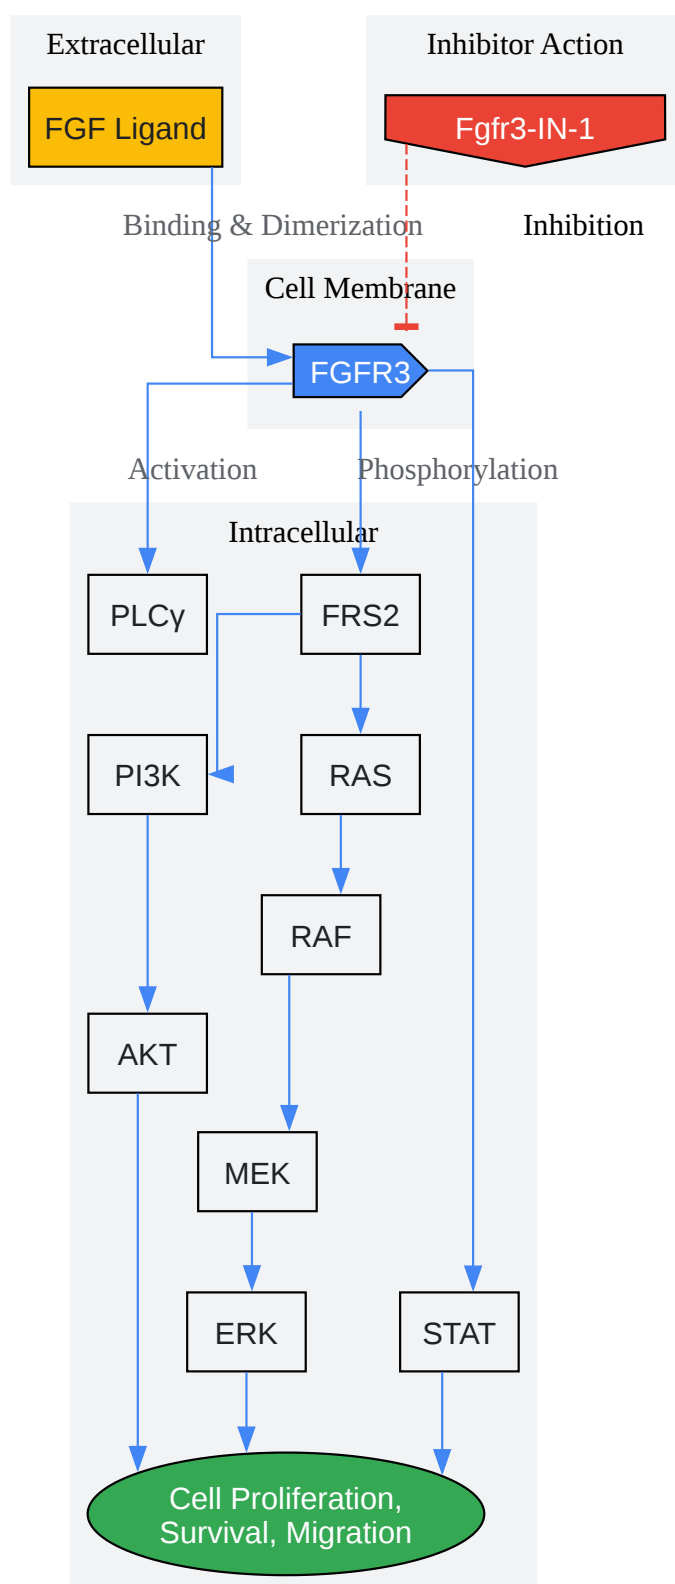 Extracellular
Inhibitor Action
FGF Ligand
Fgfr3-IN-1
Binding & Dimerization
Inhibition
Cell Membrane
FGFR3
Activation
Phosphorylation
Intracellular
PLCγ
FRS2
PI3K
RAS
RAF
AKT
MEK
ERK
STAT
Cell Proliferation,
Survival, Migration